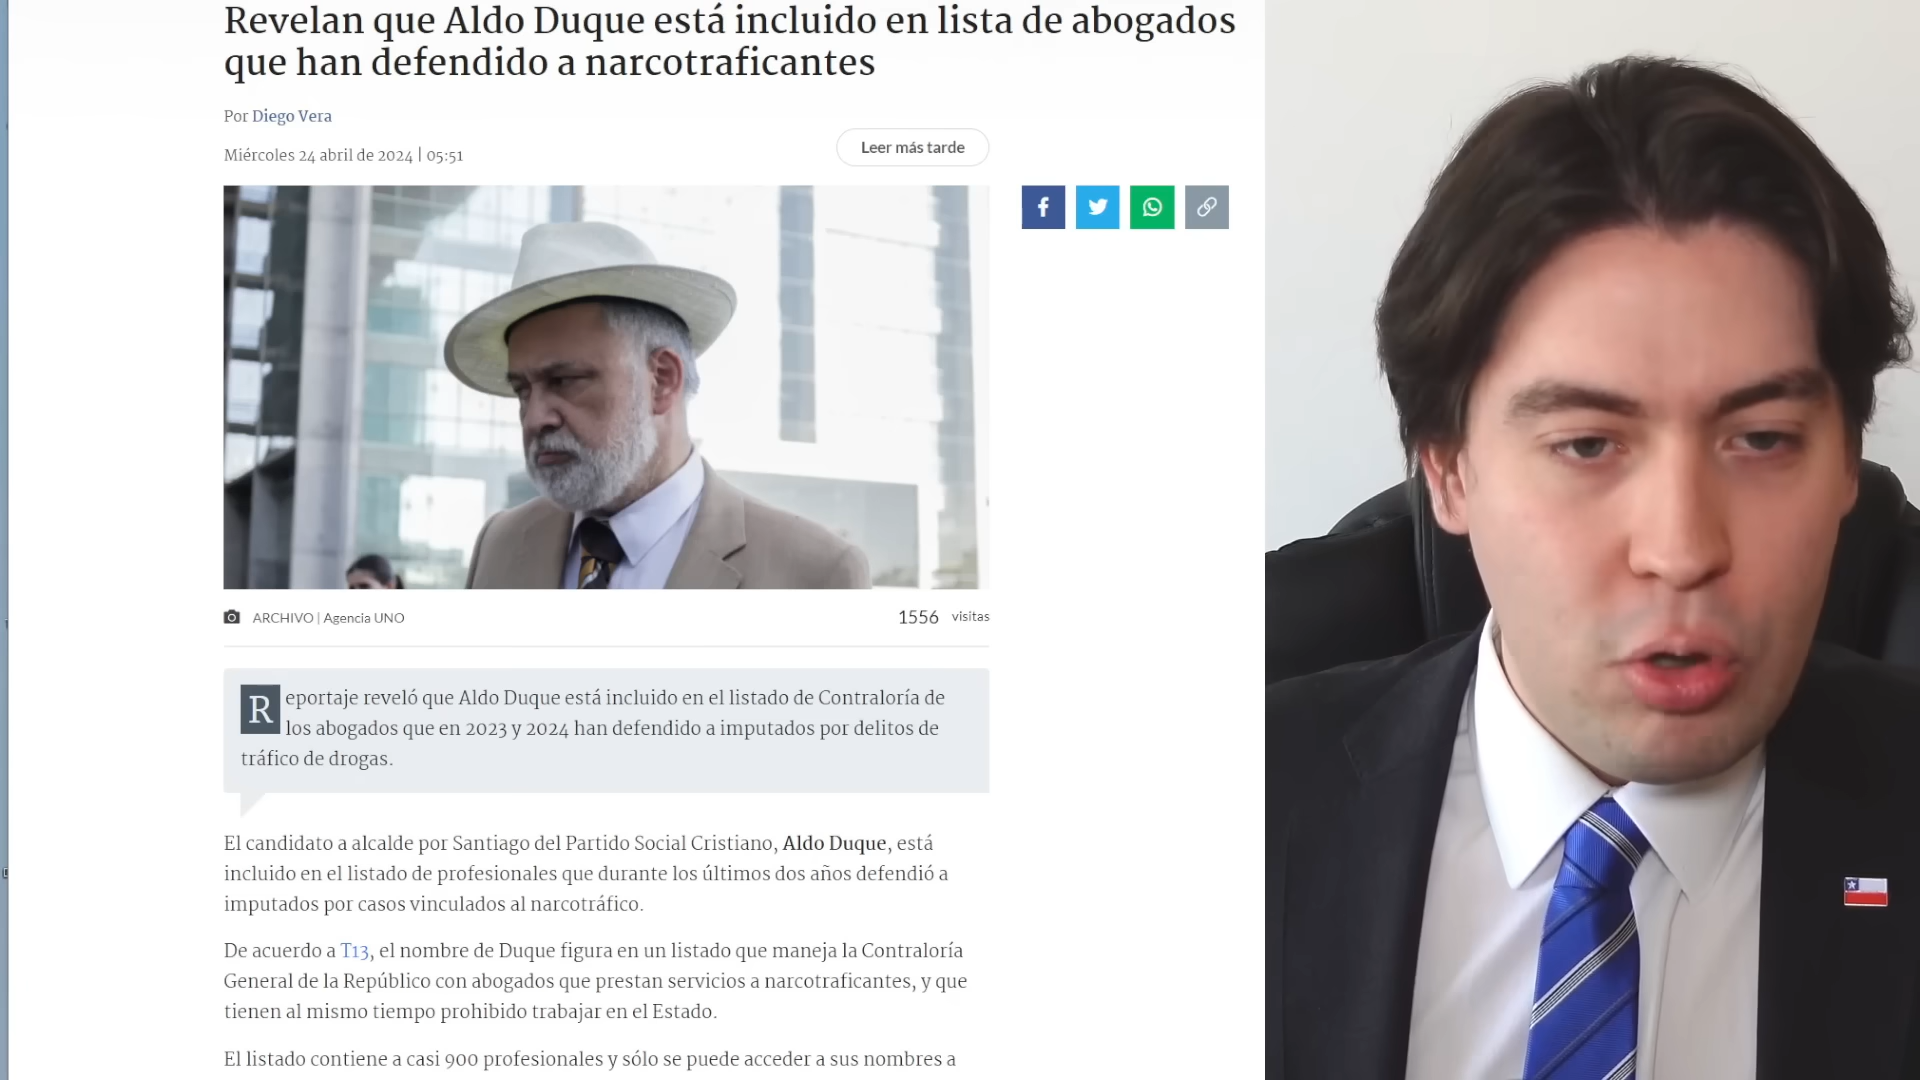 Revelan que Aldo Duque está incluido en lista de abogados
que han defendido a narcotraficantes
Por Diego Vera
Miércoles 24 abril de 2024 | 05:51
Leer más tarde
ARCHIVO | Agencia UNO
1556 visitas
Reportaje reveló que Aldo Duque está incluido en el listado de Contraloría de
los abogados que en 2023 y 2024 han defendido a imputados por delitos de
tráfico de drogas.
El candidato a alcalde por Santiago del Partido Social Cristiano, Aldo Duque, está
incluido en el listado de profesionales que durante los últimos dos años defendió a
imputados por casos vinculados al narcotráfico.
De acuerdo a T13, el nombre de Duque figura en un listado que maneja la Contraloría
General de la Repúblico con abogados que prestan servicios a narcotraficantes, y que
tienen al mismo tiempo prohibido trabajar en el Estado.
El listado contiene a casi 900 profesionales y sólo se puede acceder a sus nombres a